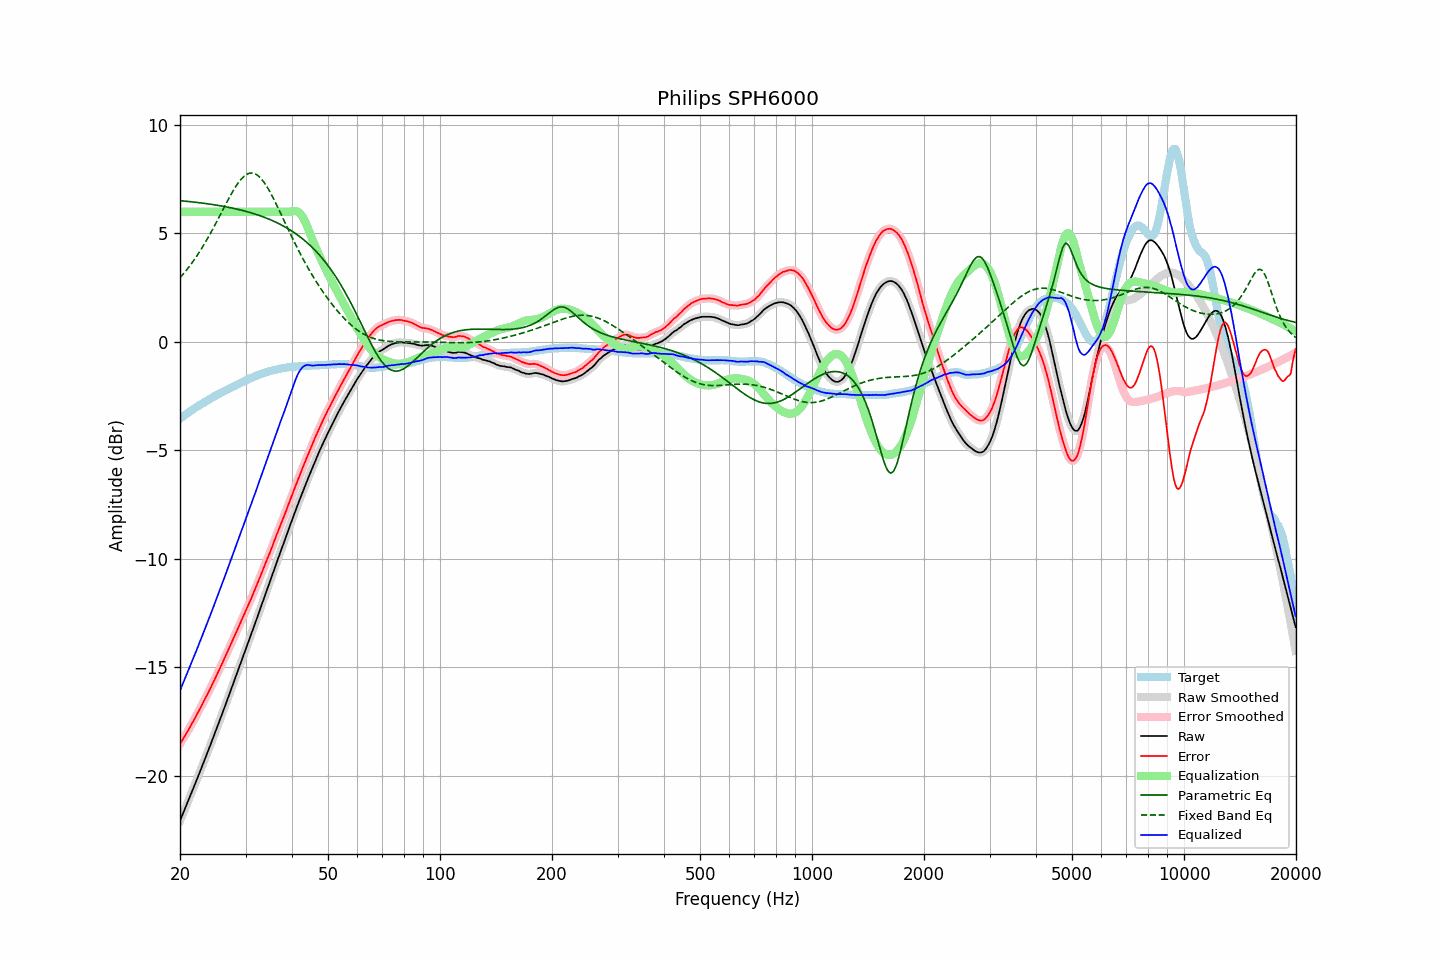 Philips SPH6000
Amplitude (dBr)
10
5
0
−5
−10
−15
−20
20
50
100
200
500
1000
2000
5000
10000
20000
Frequency (Hz)
Target
Raw Smoothed
Error Smoothed
Raw
Error
Equalization
Parametric Eq
Fixed Band Eq
Equalized